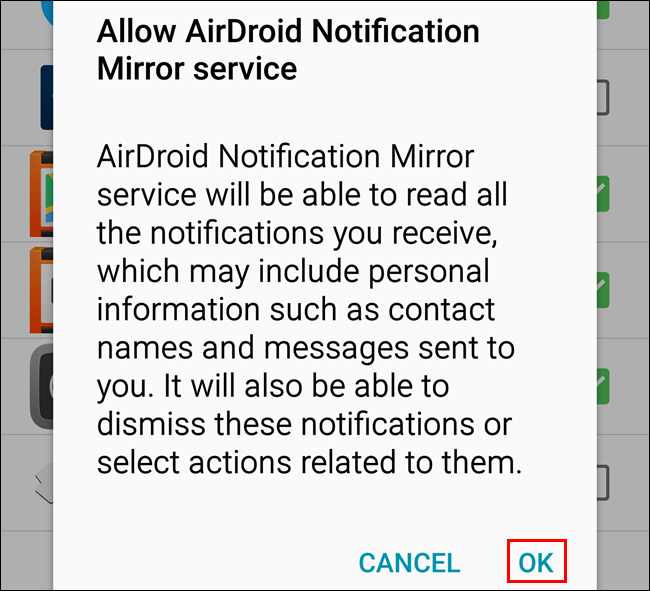 Allow AirDroid Notification
Mirror service
AirDroid Notification Mirror
service will be able to read all
the notifications you receive,
which may include personal
information such as contact
names and messages sent to
you. It will also be able to
dismiss these notifications or
select actions related to them.
CANCEL OK